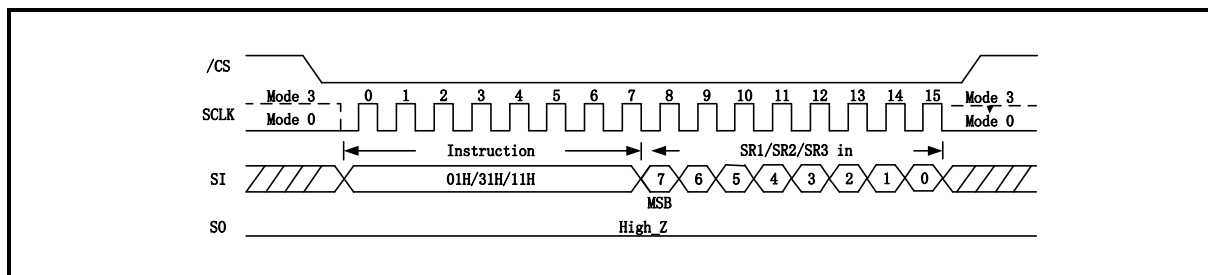 /CS
Mode 3 0 1 2 3 4 5 6 7 8 9 10 11 12 13 14 15 Mode 3
SCLK
Mode 0 Mode 0
Instruction SR1/SR2/SR3 in
SI 01H/31H/11H 7 6 5 4 3 2 1 0
MSB
SO High_Z